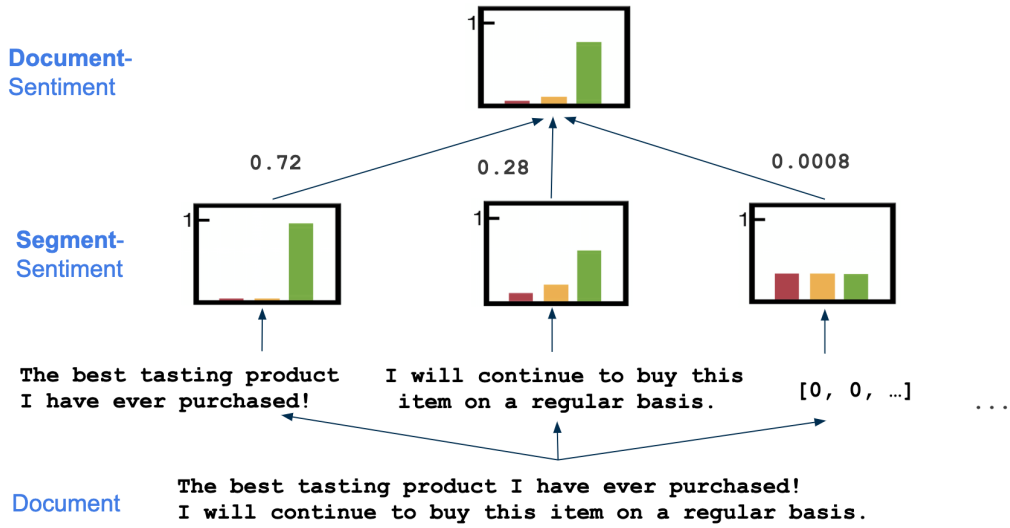 1
Document-
Sentiment
0.72
0.28
0.0008
1
1
1
Segment-
Sentiment
The best tasting product
I have ever purchased!
I will continue to buy this
item on a regular basis.
[0, 0, …]
...
Document
The best tasting product I have ever purchased!
I will continue to buy this item on a regular basis.